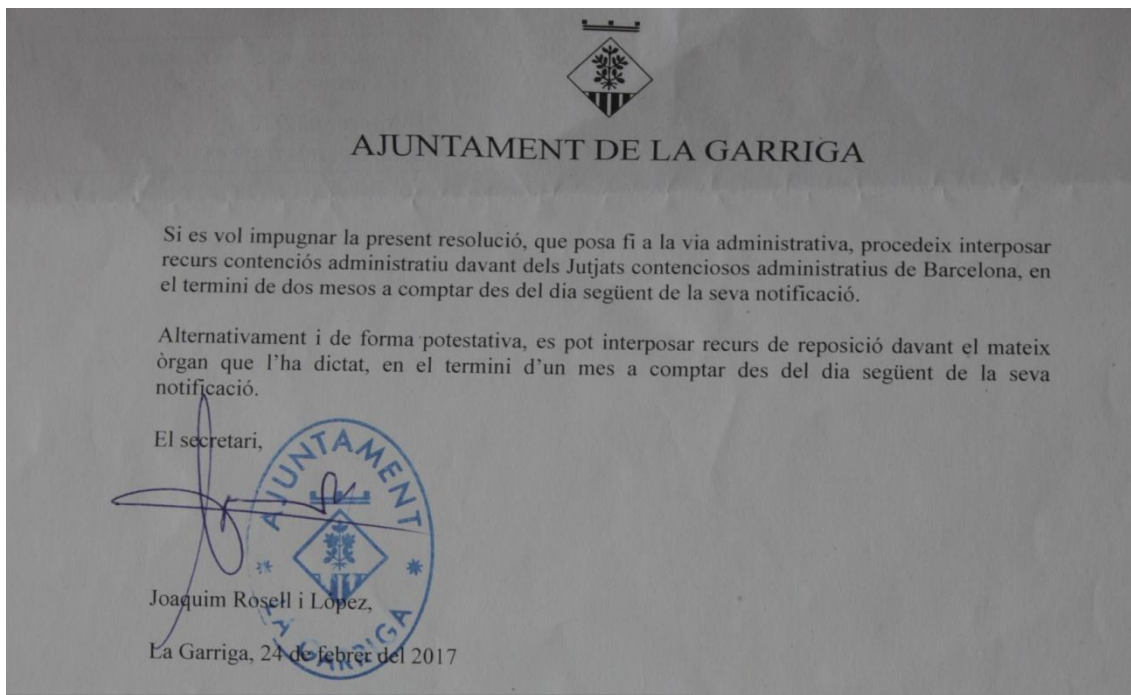 AJUNTAMENT DE LA GARRIGA
Si es vol impugnar la present resolució, que posa fi a la via administrativa, procedeix interposar
recurs contenciós administratiu davant dels Jutjats contenciosos administratius de Barcelona, en
el termini de dos mesos a comptar des del dia següent de la seva notificació.
Alternativament i de forma potestativa, es pot interposar recurs de reposició davant el mateix
òrgan que l'ha dictat, en el termini d'un mes a comptar des del dia següent de la seva
notificació.
El secretari,
AJUNTAMENT
LA GARRIGA
Joaquim Rosell i López,
La Garriga, 24 de febrer del 2017